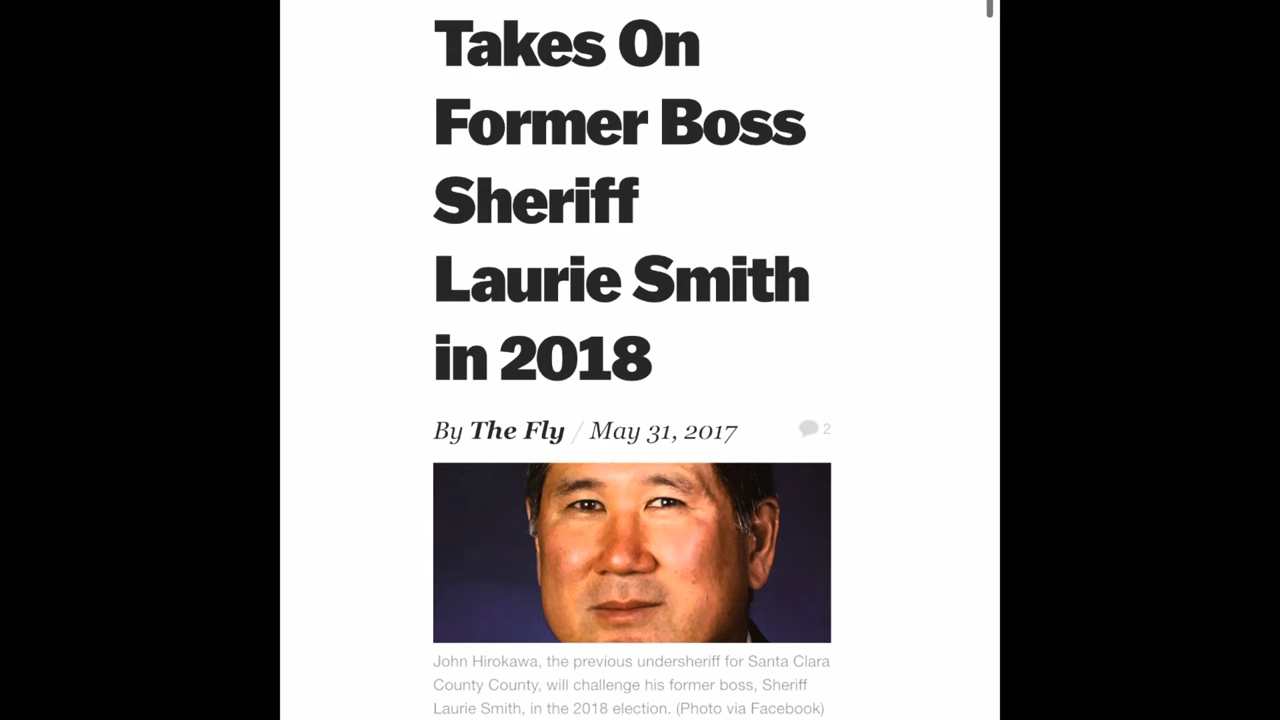 Takes On
Former Boss
Sheriff
Laurie Smith
in 2018
By The Fly / May 31, 2017
2
John Hirokawa, the previous undersheriff for Santa Clara
County County, will challenge his former boss, Sheriff
Laurie Smith, in the 2018 election. (Photo via Facebook)